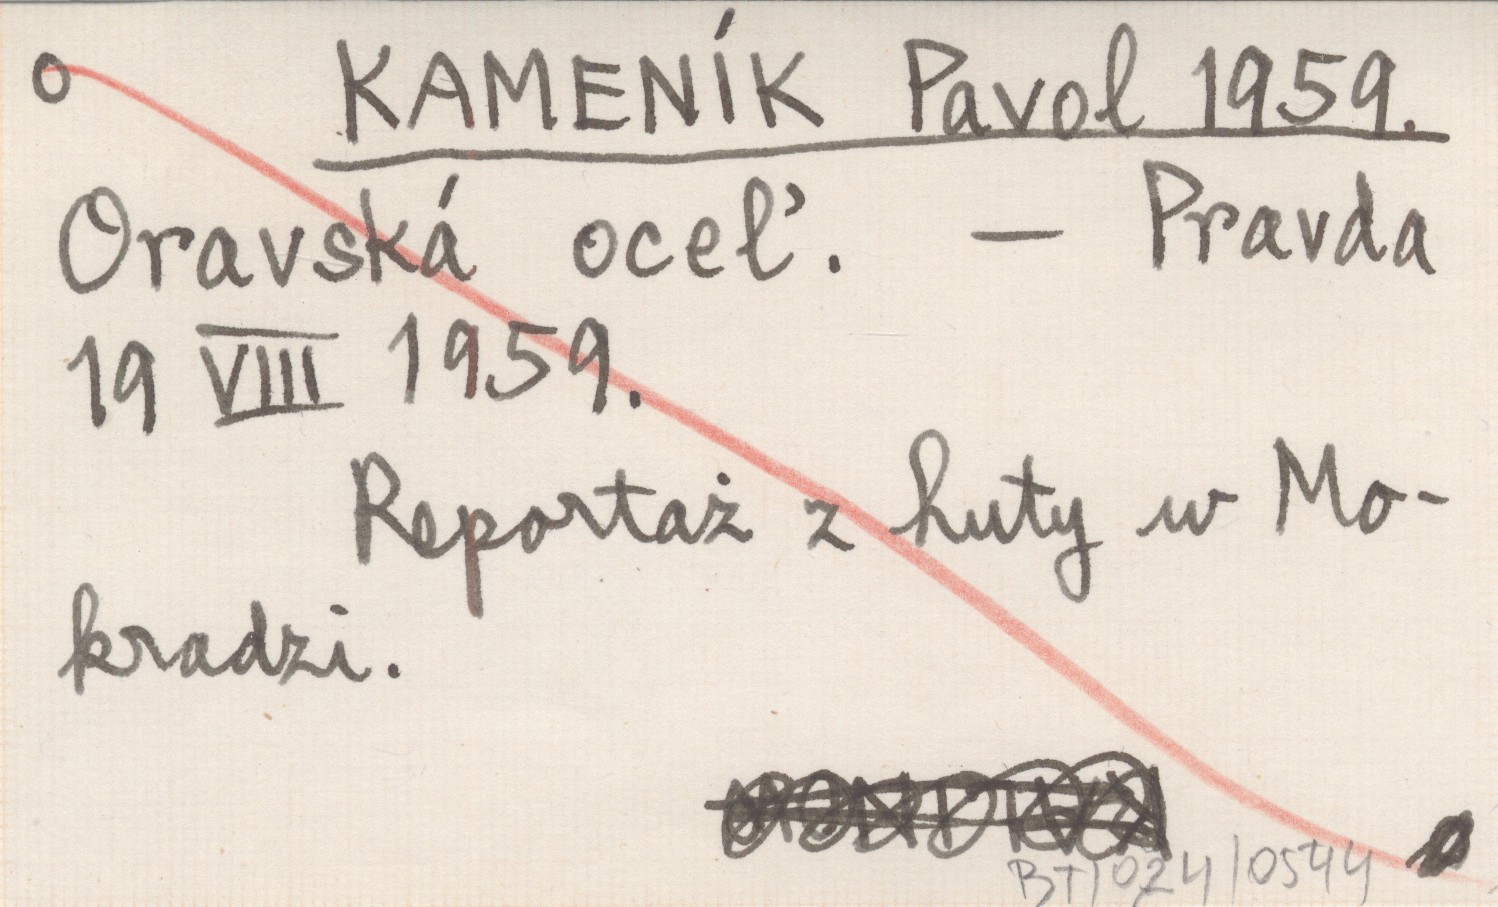 o KAMENÍK Pavol 1959.
Oravská oceľ. — Pravda
19 VIII 1959.
Reportaż z huty w Mo-
kradzi.
BT/024/0544